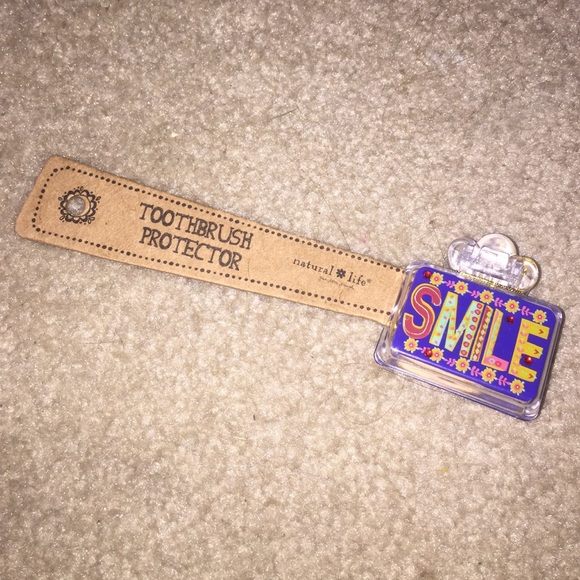 TOOTHBRUSH
PROTECTOR
natural life®
SMILE